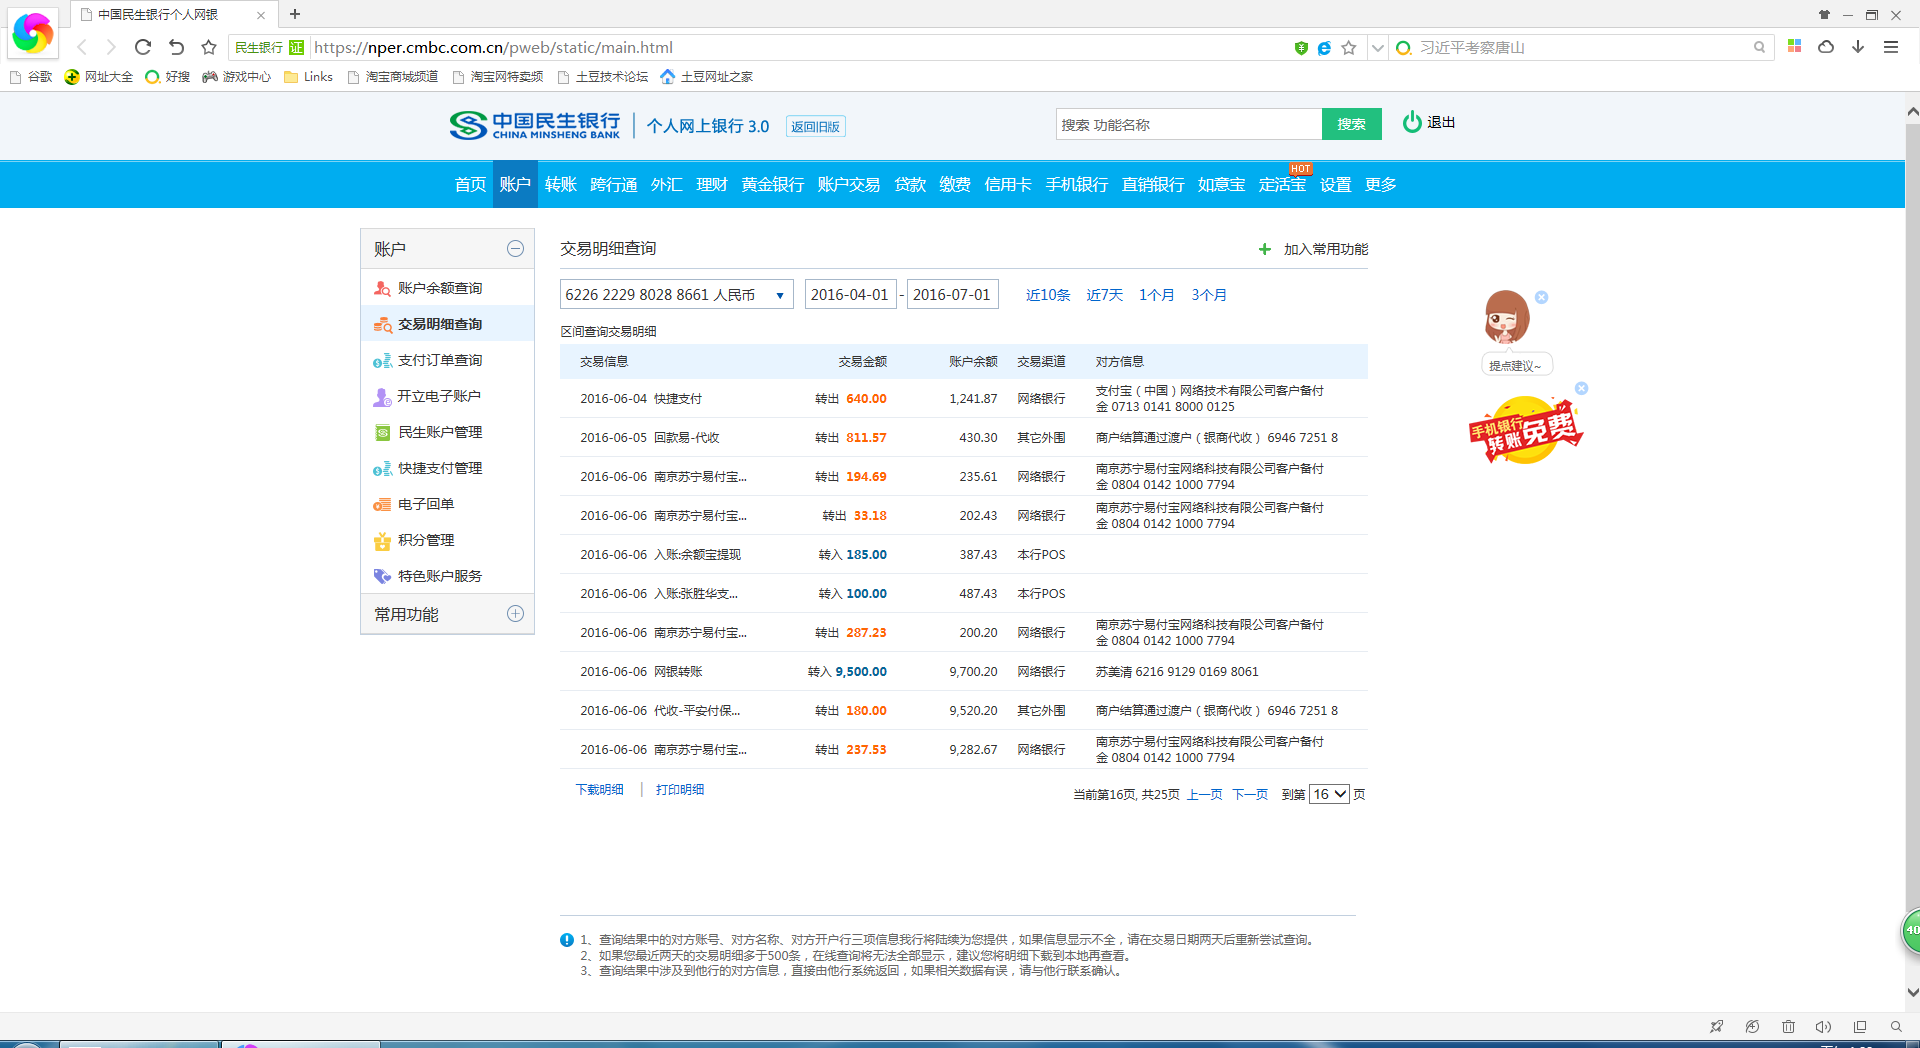 中国民生银行个人网银
民生银行 证 https://nper.cmbc.com.cn/pweb/static/main.html
习近平考察唐山
谷歌 网址大全 好搜 游戏中心 Links 淘宝商城频道 淘宝网特卖频 土豆技术论坛 土豆网址之家
中国民生银行
CHINA MINSHENG BANK
个人网上银行 3.0 返回旧版
搜索 功能名称 搜索 退出
HOT
首页 账户 转账 跨行通 外汇 理财 黄金银行 账户交易 贷款 缴费 信用卡 手机银行 直销银行 如意宝 定活宝 设置 更多
账户
账户余额查询
交易明细查询
支付订单查询
开立电子账户
民生账户管理
快捷支付管理
电子回单
积分管理
特色账户服务
常用功能
交易明细查询 加入常用功能
6226 2229 8028 8661 人民币 2016-04-01 - 2016-07-01 近10条 近7天 1个月 3个月
区间查询交易明细
交易信息 交易金额 账户余额 交易渠道 对方信息
2016-06-04 快捷支付 转出 640.00 1,241.87 网络银行 支付宝（中国）网络技术有限公司客户备付
金 0713 0141 8000 0125
2016-06-05 回款易-代收 转出 811.57 430.30 其它外围 商户结算通过渡户（银商代收） 6946 7251 8
2016-06-06 南京苏宁易付宝... 转出 194.69 235.61 网络银行 南京苏宁易付宝网络科技有限公司客户备付
金 0804 0142 1000 7794
2016-06-06 南京苏宁易付宝... 转出 33.18 202.43 网络银行 南京苏宁易付宝网络科技有限公司客户备付
金 0804 0142 1000 7794
2016-06-06 入账:余额宝提现 转入 185.00 387.43 本行POS
2016-06-06 入账:张胜华支... 转入 100.00 487.43 本行POS
2016-06-06 南京苏宁易付宝... 转出 287.23 200.20 网络银行 南京苏宁易付宝网络科技有限公司客户备付
金 0804 0142 1000 7794
2016-06-06 网银转账 转入 9,500.00 9,700.20 网络银行 苏美清 6216 9129 0169 8061
2016-06-06 代收-平安付保... 转出 180.00 9,520.20 其它外围 商户结算通过渡户（银商代收） 6946 7251 8
2016-06-06 南京苏宁易付宝... 转出 237.53 9,282.67 网络银行 南京苏宁易付宝网络科技有限公司客户备付
金 0804 0142 1000 7794
下载明细 | 打印明细
当前第16页, 共25页 上一页 下一页 到第 16 页
提点建议~
手机银行
转账免费
40
1、查询结果中的对方账号、对方名称、对方开户行三项信息我行将陆续为您提供，如果信息显示不全，请在交易日期两天后重新尝试查询。
2、如果您最近两天的交易明细多于500条，在线查询将无法全部显示，建议您将明细下载到本地再查看。
3、查询结果中涉及到他行的对方信息，直接由他行系统返回，如果相关数据有误，请与他行联系确认。